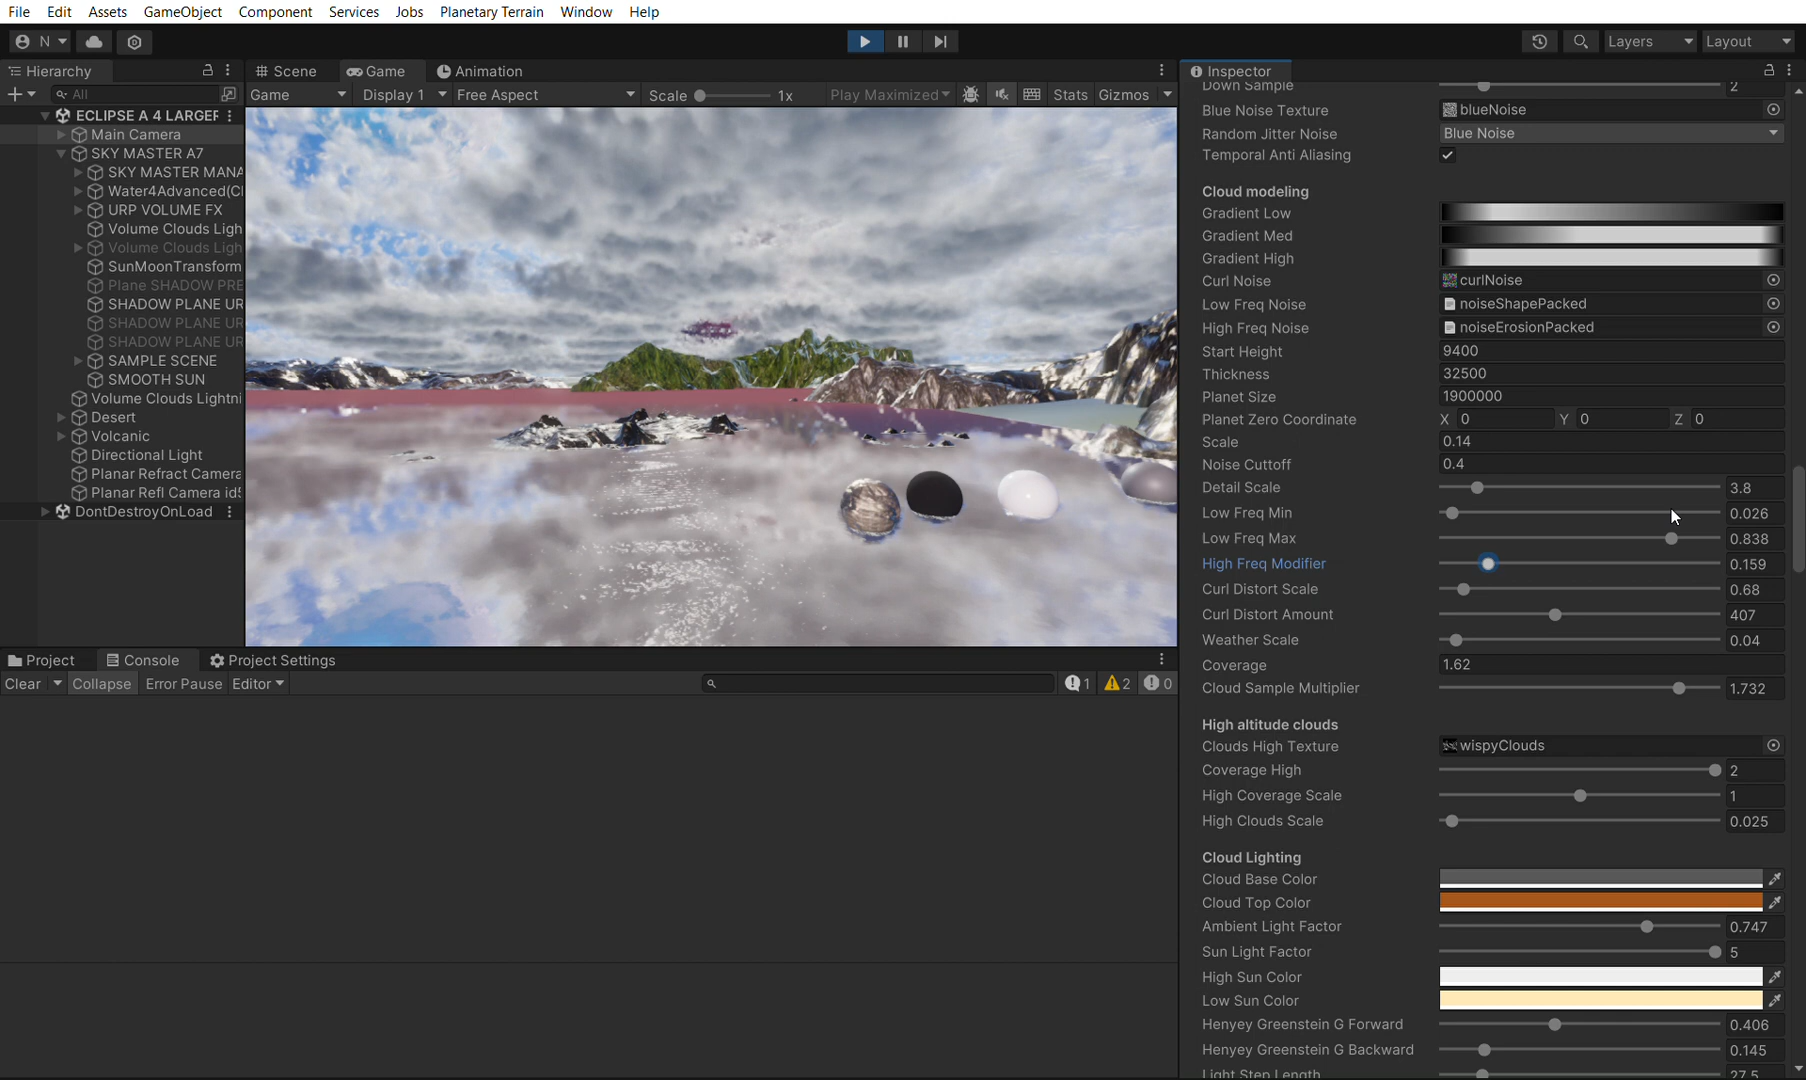 File Edit Assets GameObject Component Services Jobs Planetary Terrain Window Help
N Layers Layout
Hierarchy
All
ECLIPSE A 4 LARGER
Main Camera
SKY MASTER A7
SKY MASTER MANA
Water4Advanced(Cl
URP VOLUME FX
Volume Clouds Ligh
Volume Clouds Ligh
SunMoonTransform
Plane SHADOW PRE
SHADOW PLANE UR
SHADOW PLANE UR
SHADOW PLANE UR
SAMPLE SCENE
SMOOTH SUN
Volume Clouds Lightni
Desert
Volcanic
Directional Light
Planar Refract Camera
Planar Refl Camera id
DontDestroyOnLoad
Scene Game Animation
Game Display 1 Free Aspect Scale 1x Play Maximized Stats Gizmos
Project Console Project Settings
Clear Collapse Error Pause Editor 1 2 0
Inspector
Down Sample 2
Blue Noise Texture blueNoise
Random Jitter Noise Blue Noise
Temporal Anti Aliasing
Cloud modeling
Gradient Low
Gradient Med
Gradient High
Curl Noise curlNoise
Low Freq Noise noiseShapePacked
High Freq Noise noiseErosionPacked
Start Height 9400
Thickness 32500
Planet Size 1900000
Planet Zero Coordinate X 0 Y 0 Z 0
Scale 0.14
Noise Cuttoff 0.4
Detail Scale 3.8
Low Freq Min 0.026
Low Freq Max 0.838
High Freq Modifier 0.159
Curl Distort Scale 0.68
Curl Distort Amount 407
Weather Scale 0.04
Coverage 1.62
Cloud Sample Multiplier 1.732
High altitude clouds
Clouds High Texture wispyClouds
Coverage High 2
High Coverage Scale 1
High Clouds Scale 0.025
Cloud Lighting
Cloud Base Color
Cloud Top Color
Ambient Light Factor 0.747
Sun Light Factor 5
High Sun Color
Low Sun Color
Henyey Greenstein G Forward 0.406
Henyey Greenstein G Backward 0.145
Light Step Length 27.5